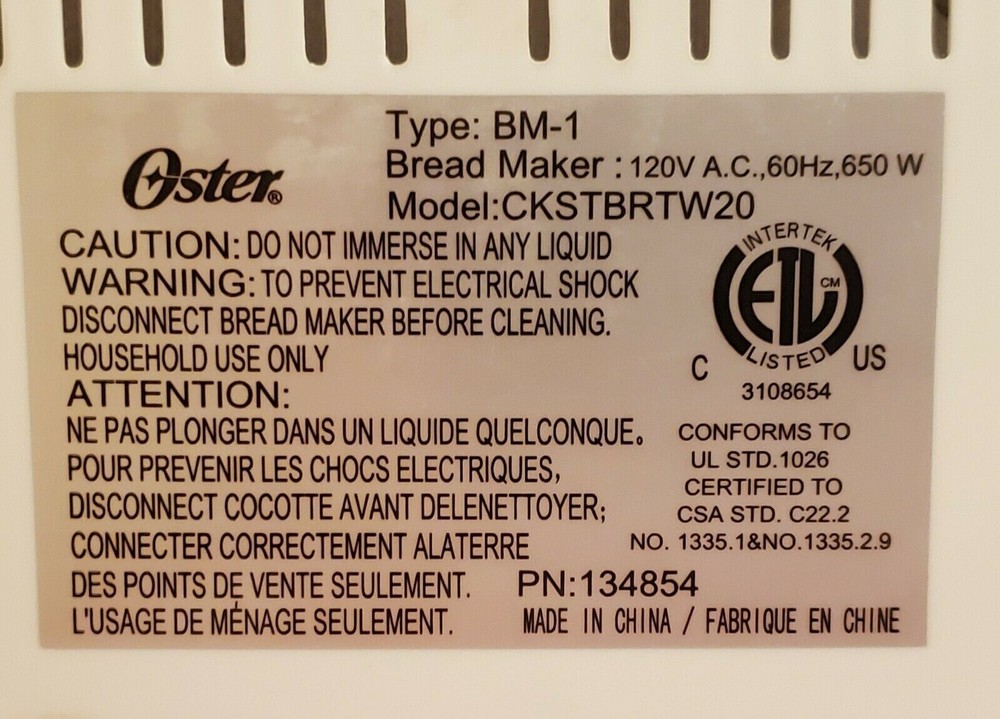 Oster®
Type: BM-1
Bread Maker : 120V A.C.,60Hz,650 W
Model:CKSTBRTW20
CAUTION: DO NOT IMMERSE IN ANY LIQUID
WARNING: TO PREVENT ELECTRICAL SHOCK
DISCONNECT BREAD MAKER BEFORE CLEANING.
HOUSEHOLD USE ONLY
ATTENTION:
NE PAS PLONGER DANS UN LIQUIDE QUELCONQUE。
POUR PREVENIR LES CHOCS ELECTRIQUES,
DISCONNECT COCOTTE AVANT DELENETTOYER;
CONNECTER CORRECTEMENT ALATERRE
DES POINTS DE VENTE SEULEMENT.
L'USAGE DE MÉNAGE SEULEMENT.
INTERTEK
ETL CM
LISTED
C US
3108654
CONFORMS TO
UL STD.1026
CERTIFIED TO
CSA STD. C22.2
NO. 1335.1&NO.1335.2.9
PN:134854
MADE IN CHINA / FABRIQUE EN CHINE